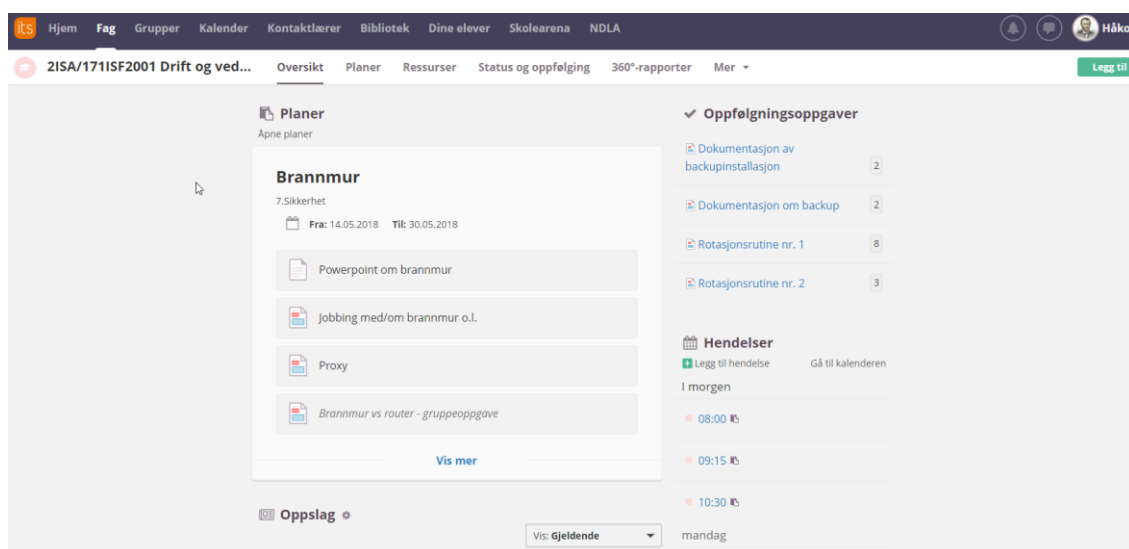 its Hjem Fag Grupper Kalender Kontaktlærer Bibliotek Dine elever Skolearena NDLA Håko
2ISA/171ISF2001 Drift og ved... Oversikt Planer Ressurser Status og oppfølging 360°-rapporter Mer Legg til
Planer
Åpne planer
Brannmur
7.Sikkerhet
Fra: 14.05.2018 Til: 30.05.2018
Powerpoint om brannmur
Jobbing med/om brannmur o.l.
Proxy
Brannmur vs router - gruppeoppgave
Vis mer
Oppslag
Vis: Gjeldende
Oppfølgningsoppgaver
Dokumentasjon av
backupinstallasjon 2
Dokumentasjon om backup 2
Rotasjonsrutine nr. 1 8
Rotasjonsrutine nr. 2 3
Hendelser
Legg til hendelse Gå til kalenderen
I morgen
08:00
09:15
10:30
mandag